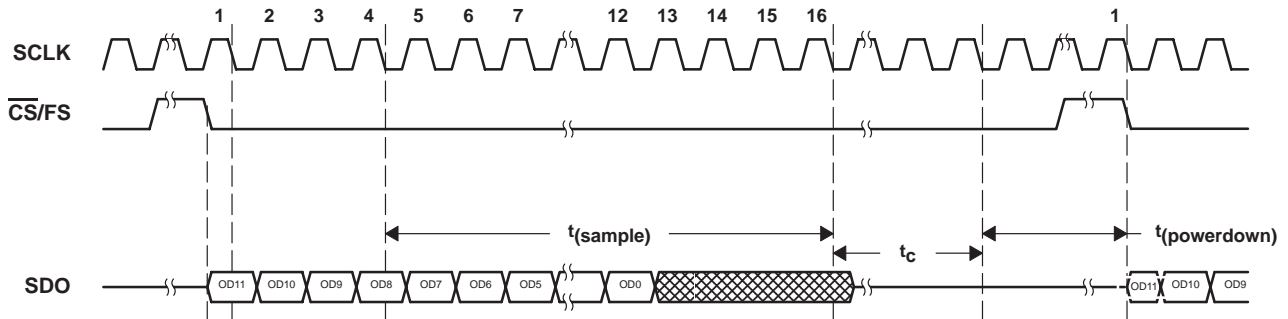 1 2 3 4 5 6 7 12 13 14 15 16 1
SCLK
CS/FS
t(sample)
tC
t(powerdown)
SDO
OD11 OD10 OD9 OD8 OD7 OD6 OD5 OD0 OD11 OD10 OD9